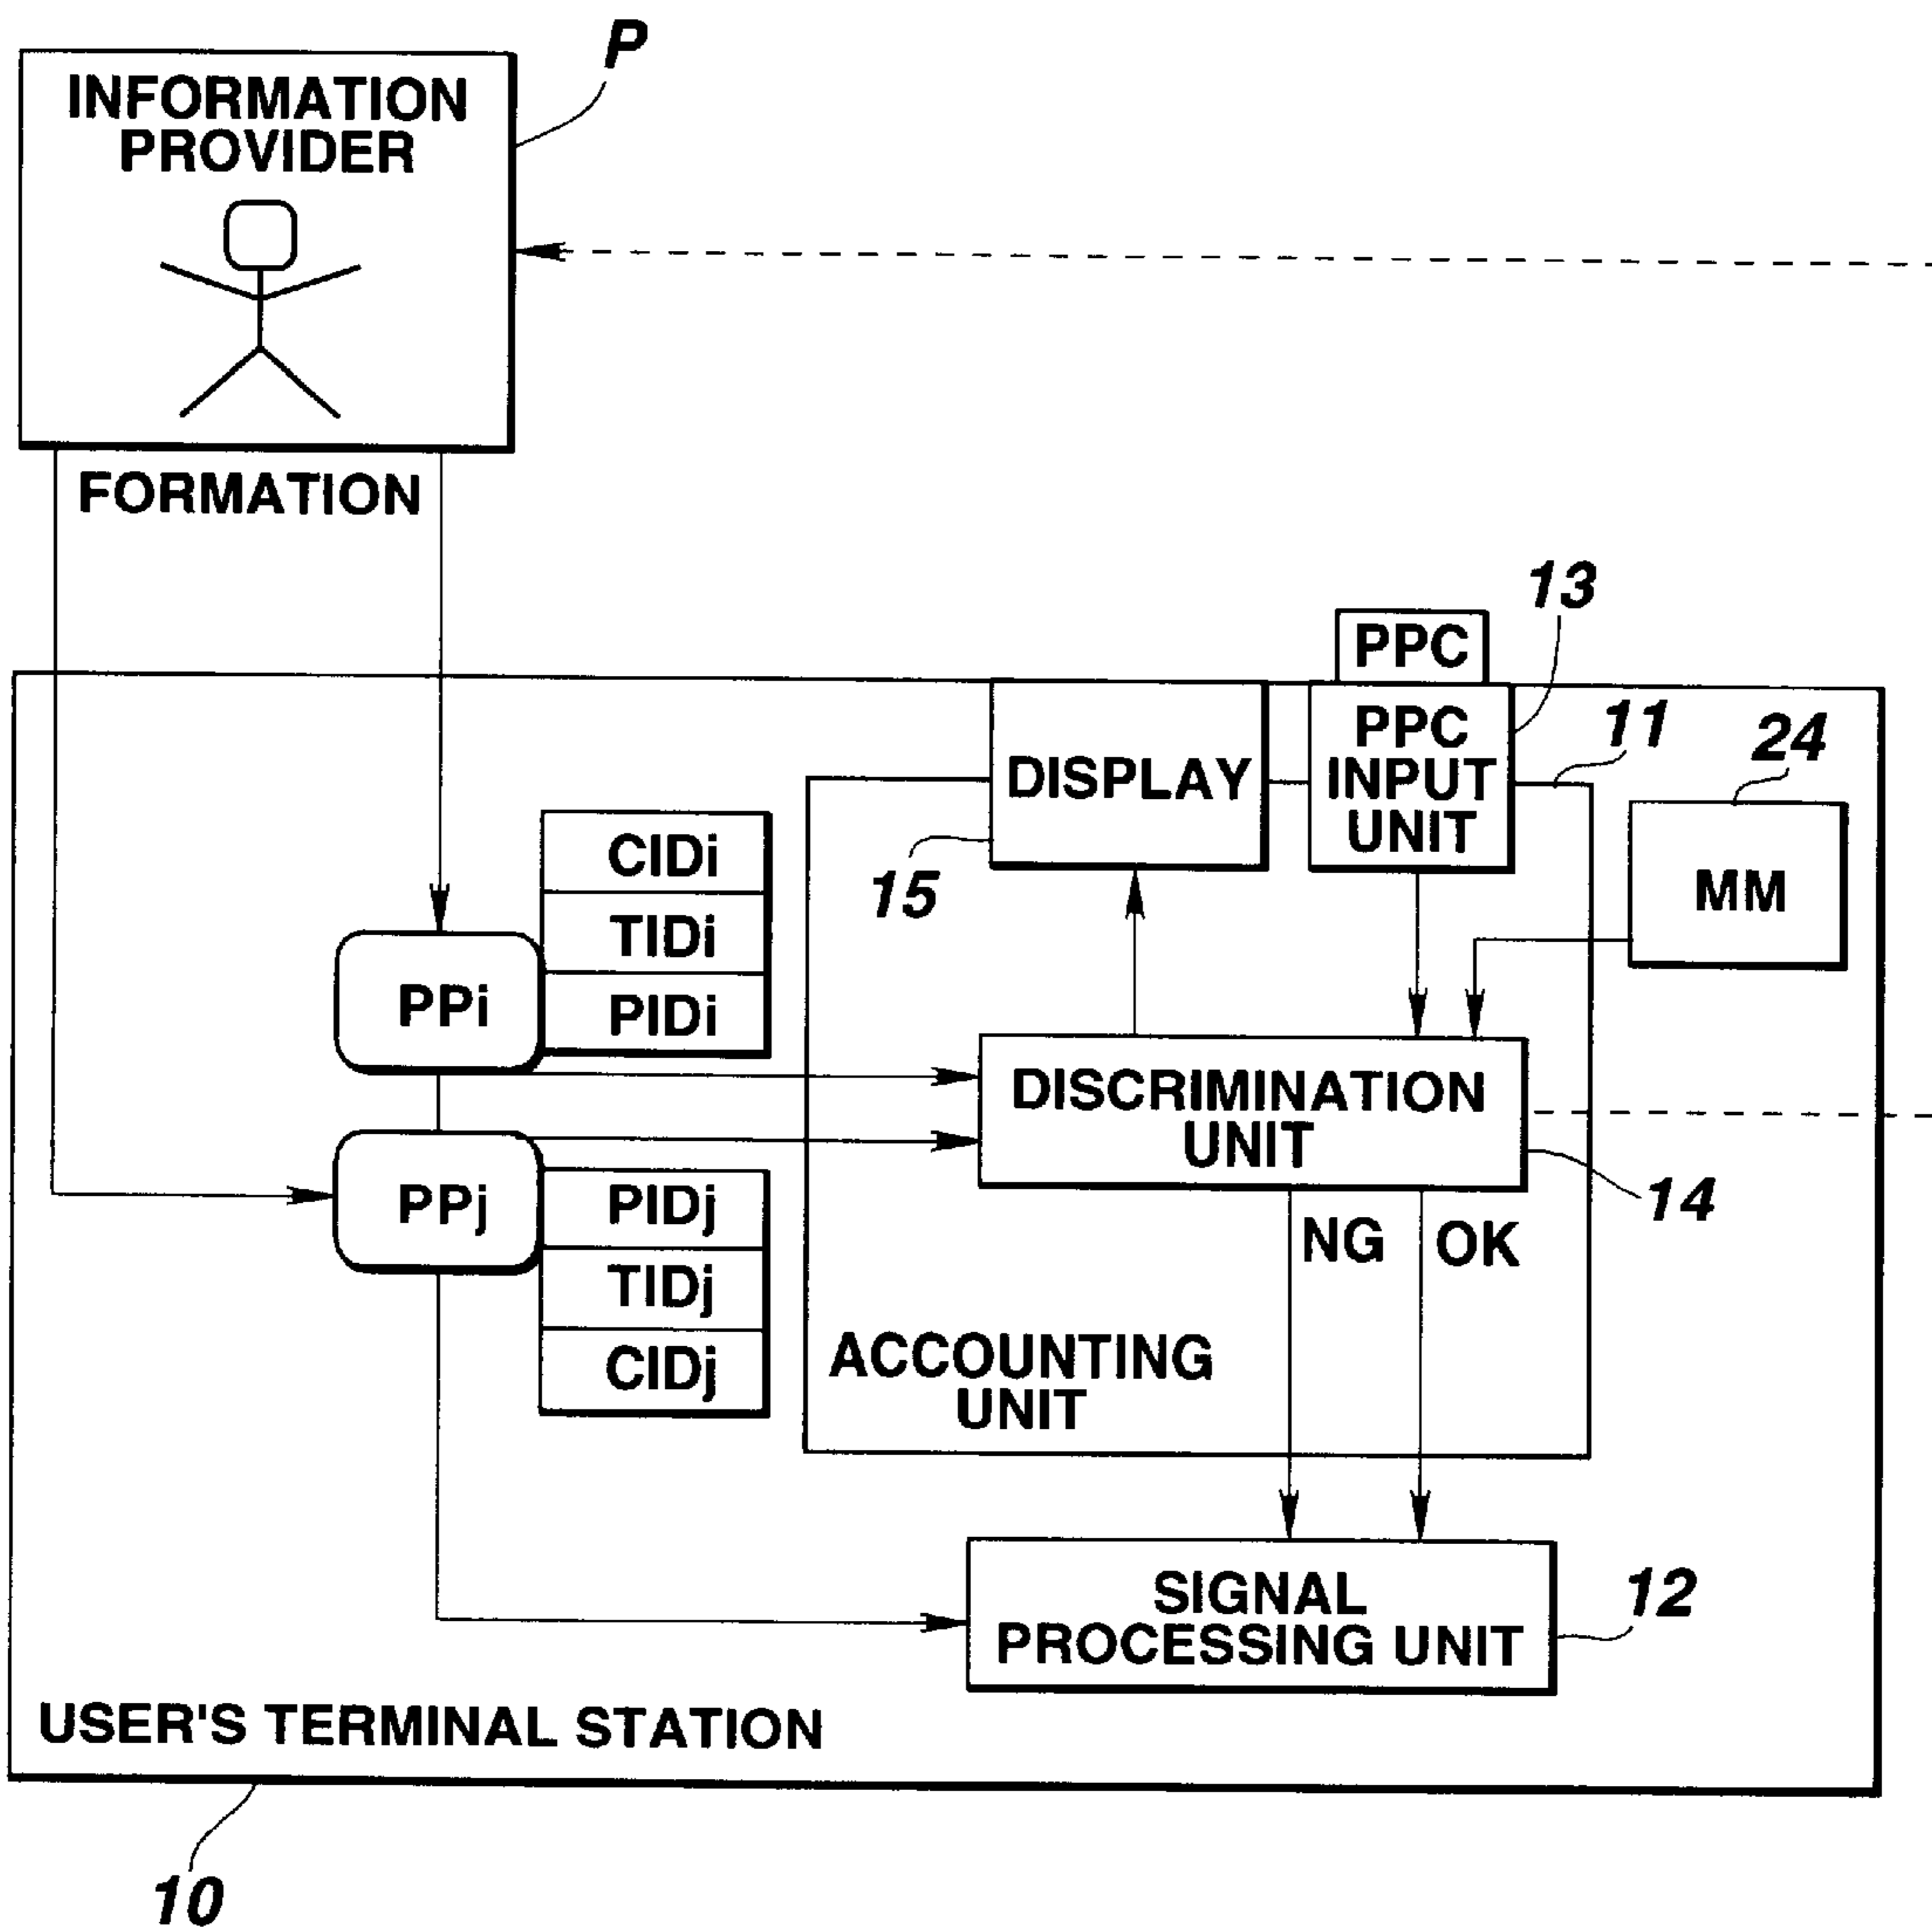 P
INFORMATION
PROVIDER
FORMATION
13
PPC
PPC
INPUT
UNIT
11
24
DISPLAY
MM
15
CIDi
TIDi
PIDi
PPi
DISCRIMINATION
UNIT
14
PPj
PIDj
TIDj
CIDj
NG
OK
ACCOUNTING
UNIT
SIGNAL
PROCESSING UNIT
12
USER'S TERMINAL STATION
10